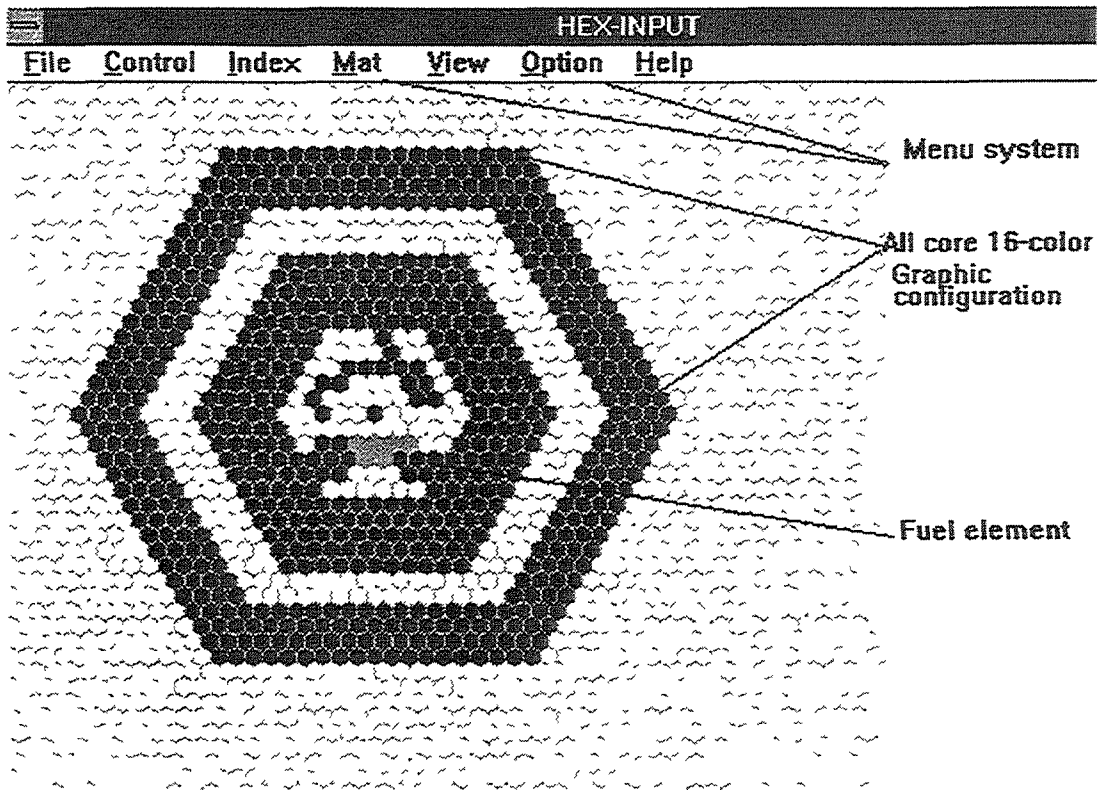 HEX-INPUT
File Control Index Mat View Option Help
Menu system
All core 16-color
Graphic
configuration
Fuel element